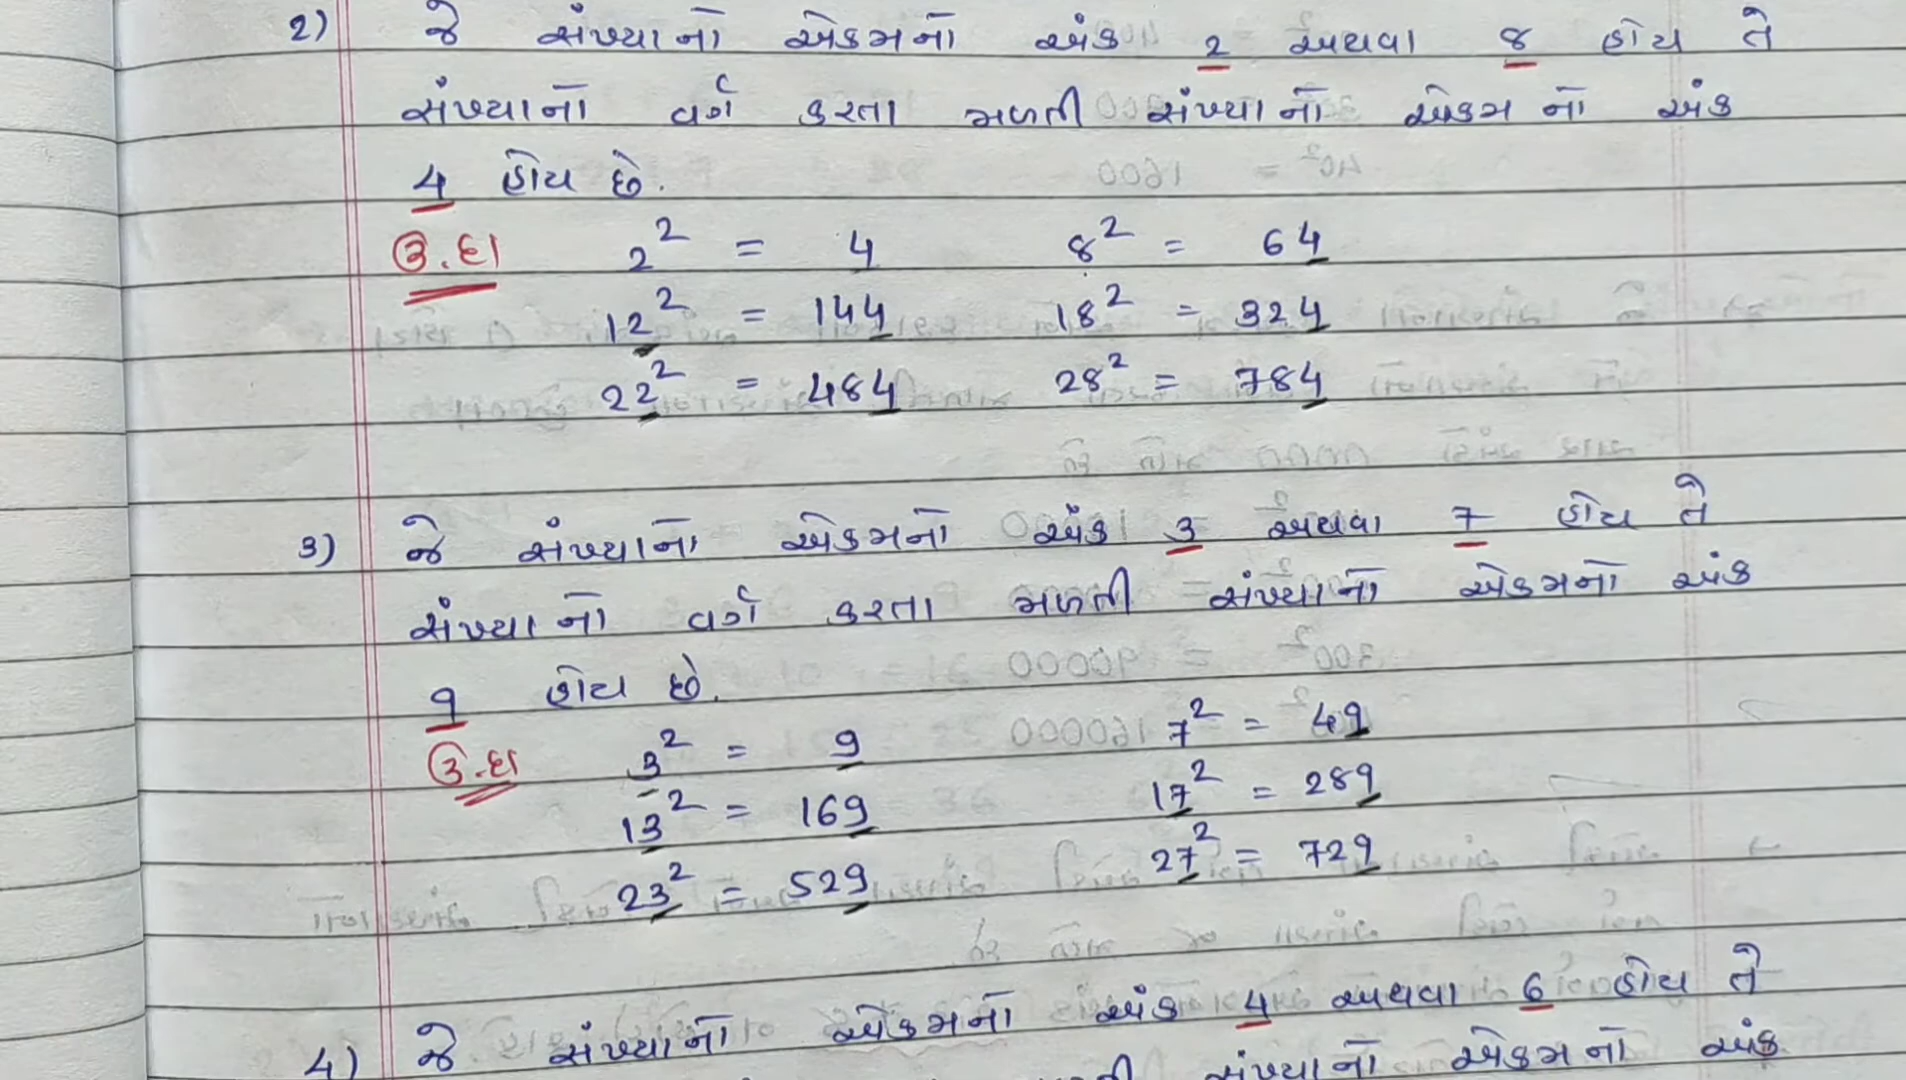 2) જે સંખ્યાનો એકમનો અંક 2 અથવા 8 હોય તે
સંખ્યાનો વર્ગ કરતા મળતી સંખ્યાનો એકમનો અંક
4 હોય છે.
ઉ.દા 2² = 4 8² = 64
12² = 144 18² = 324
22² = 484 28² = 784
3) જે સંખ્યાનો એકમનો અંક 3 અથવા 7 હોય તે
સંખ્યાનો વર્ગ કરતા મળતી સંખ્યાનો એકમનો અંક
9 હોય છે.
ઉ.દા 3² = 9 7² = 49
13² = 169 17² = 289
23² = 529 27² = 729
4) જે સંખ્યાનો એકમનો અંક 4 અથવા 6 હોય તે
સંખ્યાનો એકમનો અંક